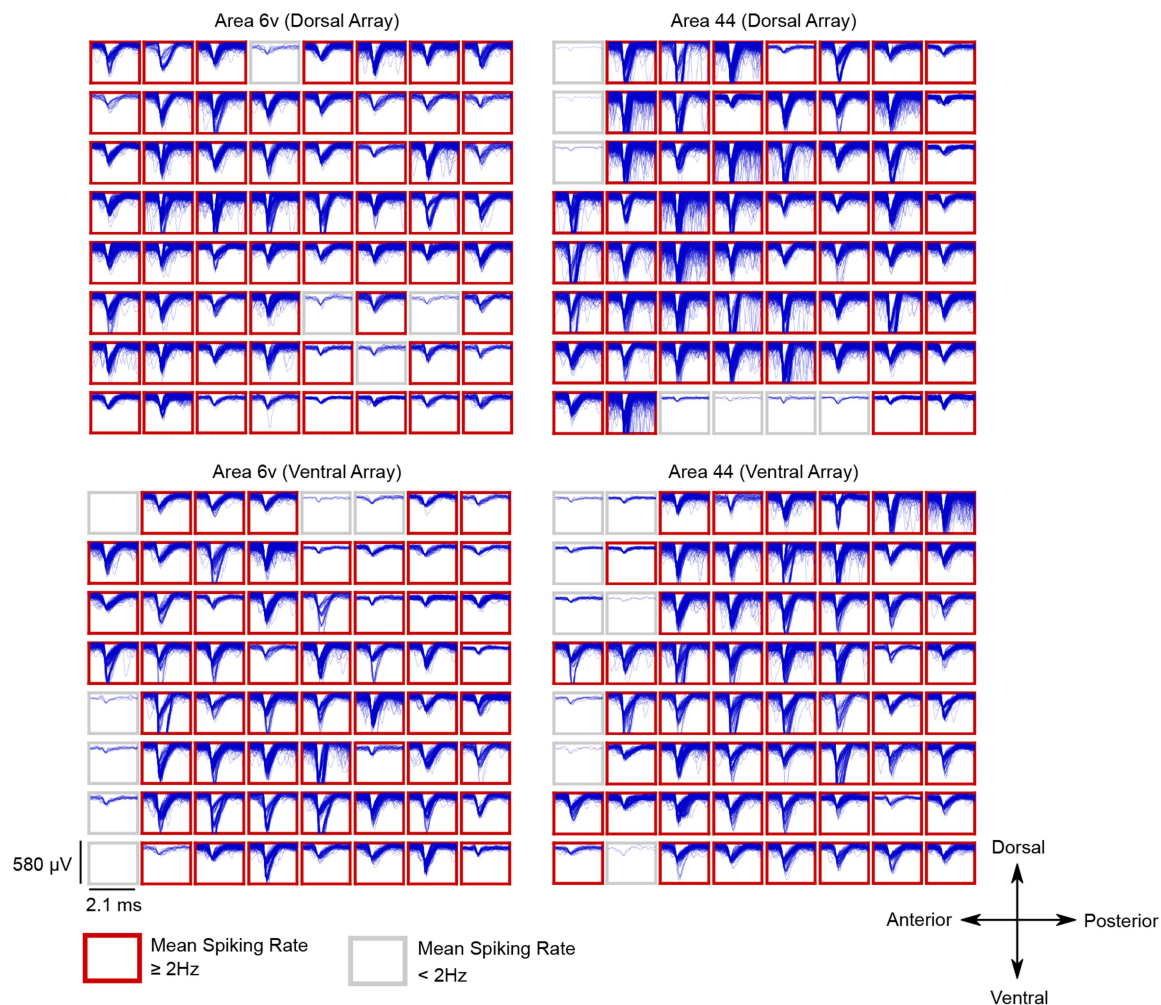 Area 6v (Dorsal Array)
Area 44 (Dorsal Array)
Area 6v (Ventral Array)
Area 44 (Ventral Array)
580 μV
2.1 ms
Mean Spiking Rate
≥ 2Hz
Mean Spiking Rate
< 2Hz
Dorsal
Anterior
Posterior
Ventral